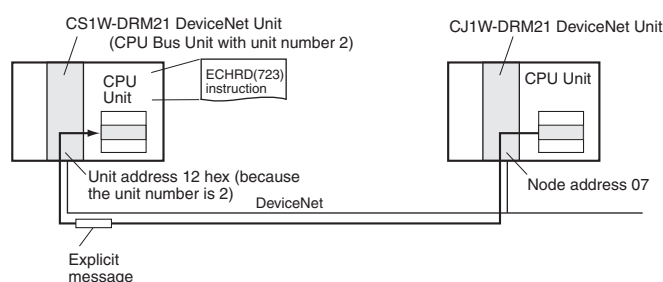 CS1W-DRM21 DeviceNet Unit
(CPU Bus Unit with unit number 2)
CJ1W-DRM21 DeviceNet Unit
CPU
Unit
ECHRD(723)
instruction
CPU Unit
Unit address 12 hex (because
the unit number is 2)
Node address 07
DeviceNet
Explicit
message